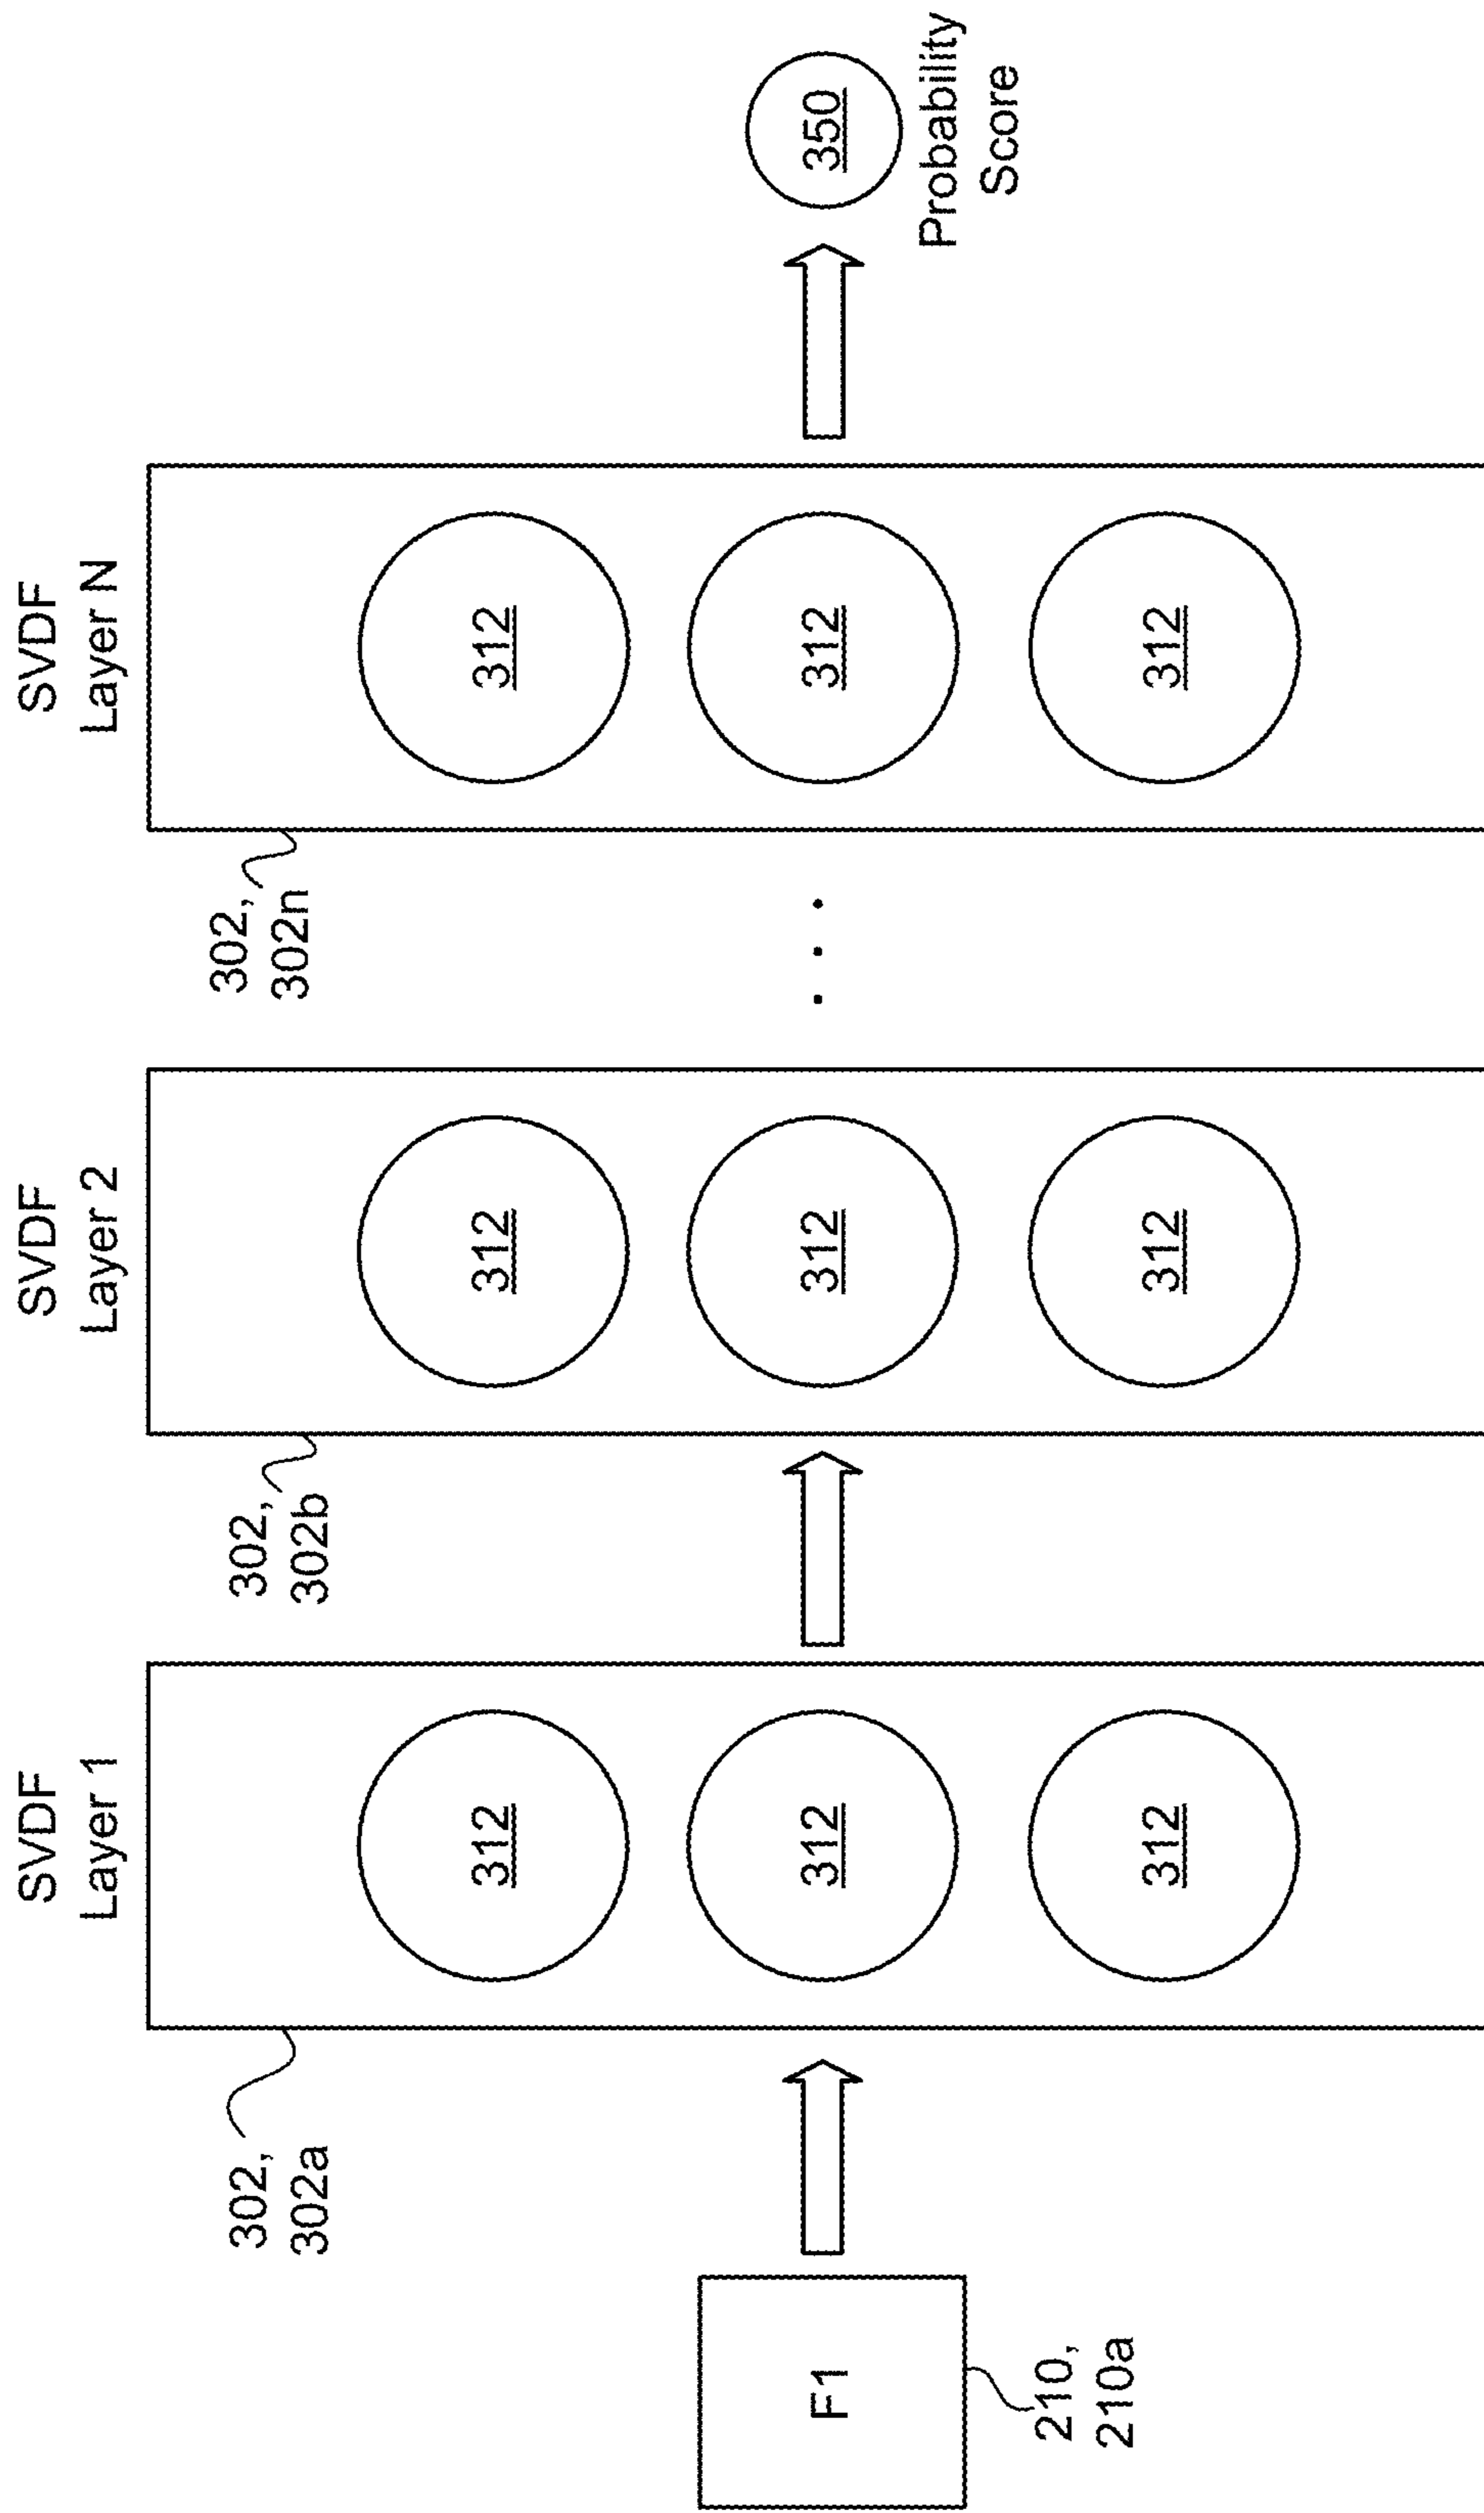 SVDF
Layer 1
SVDF
Layer 2
SVDF
Layer N
302,
302a
302,
302b
302,
302n
312
312
312
312
312
312
312
312
312
F1
210,
210a
350
Probability
Score